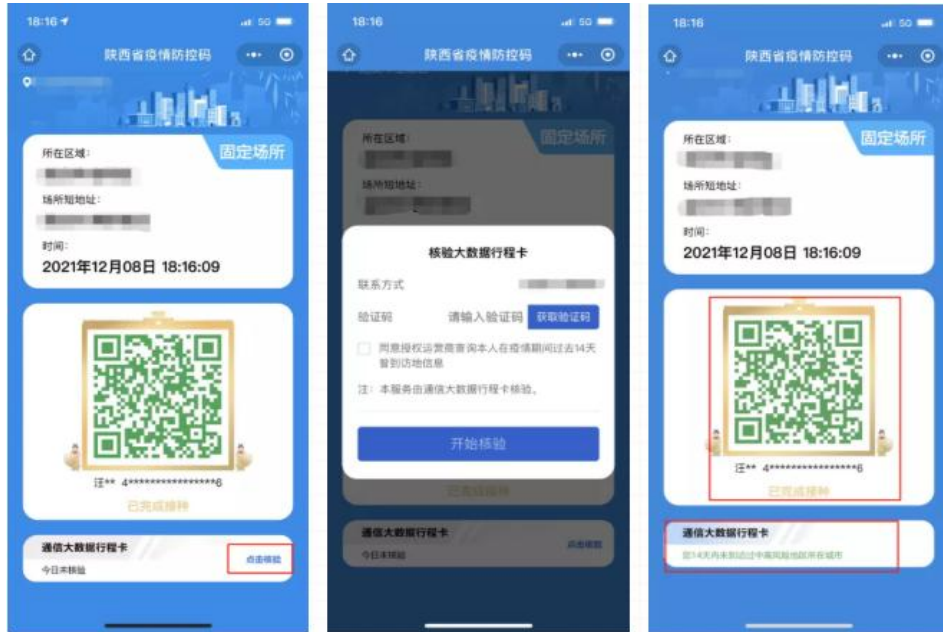 18:16
5G
陕西省疫情防控码
所在区域：
固定场所
场所短地址：
时间：
2021年12月08日 18:16:09
汪** 4****************6
已完成接种
通信大数据行程卡
今日未核验
点击核验
18:16
5G
陕西省疫情防控码
所在区域：
固定场所
场所短地址：
核验大数据行程卡
联系方式
验证码
请输入验证码
获取验证码
同意授权运营商查询本人在疫情期间过去14天
曾到访地信息
注：本服务由通信大数据行程卡核验。
开始核验
已完成接种
通信大数据行程卡
今日未核验
点击核验
18:16
5G
陕西省疫情防控码
所在区域：
固定场所
场所短地址：
时间：
2021年12月08日 18:16:09
汪** 4****************6
已完成接种
通信大数据行程卡
您14天内未到达过中高风险地区所在城市